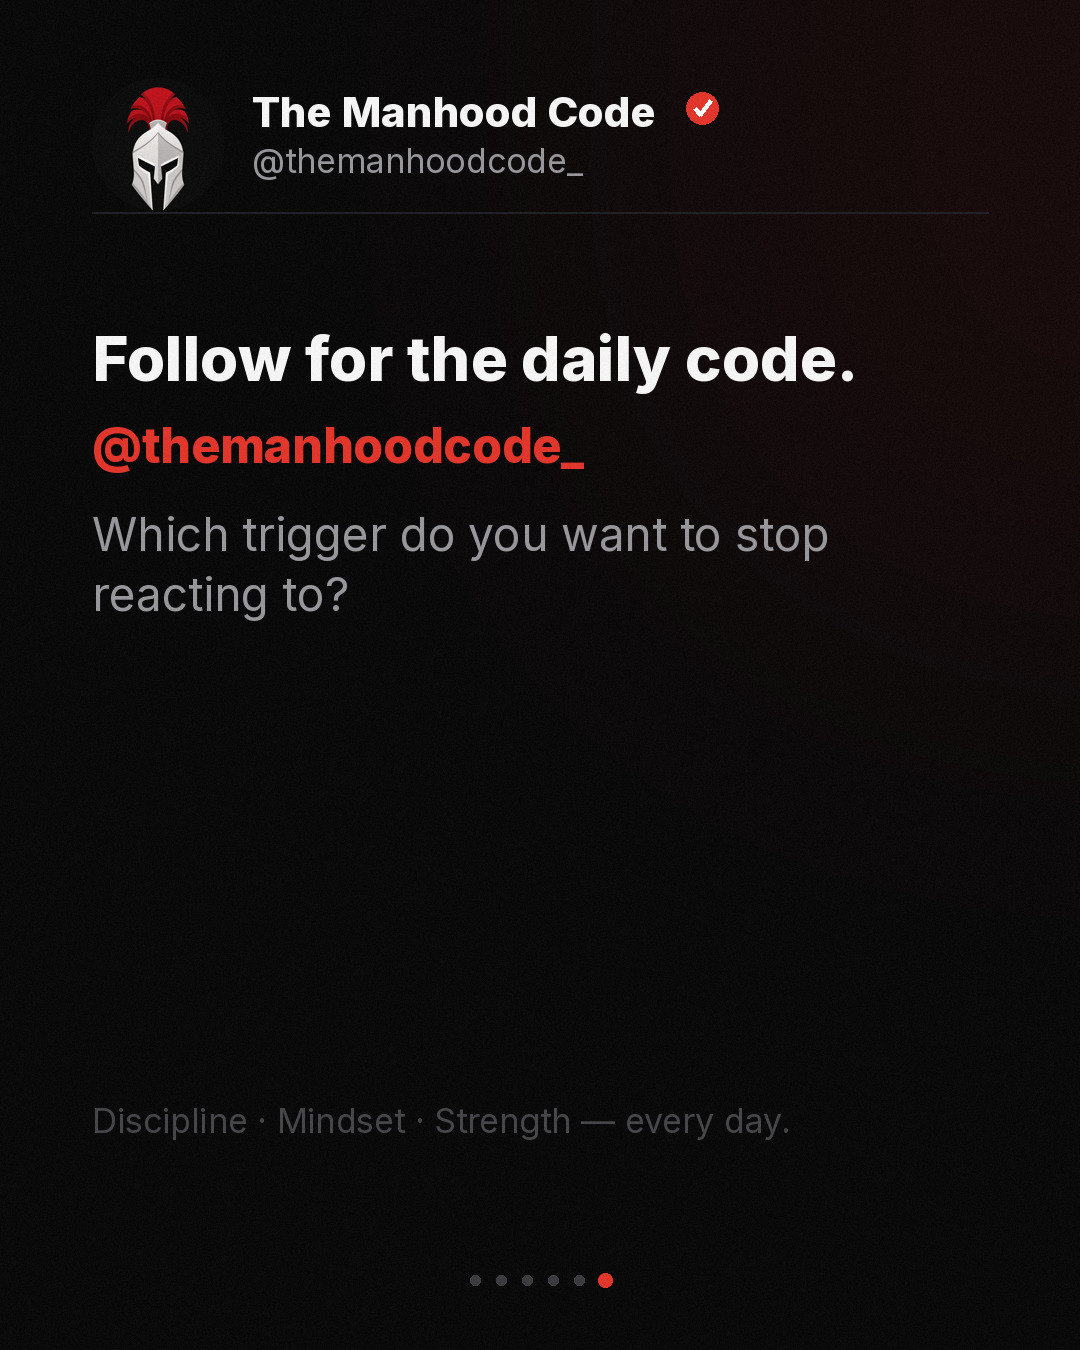 The Manhood Code
@themanhoodcode_
Follow for the daily code.
@themanhoodcode_
Which trigger do you want to stop
reacting to?
Discipline · Mindset · Strength — every day.